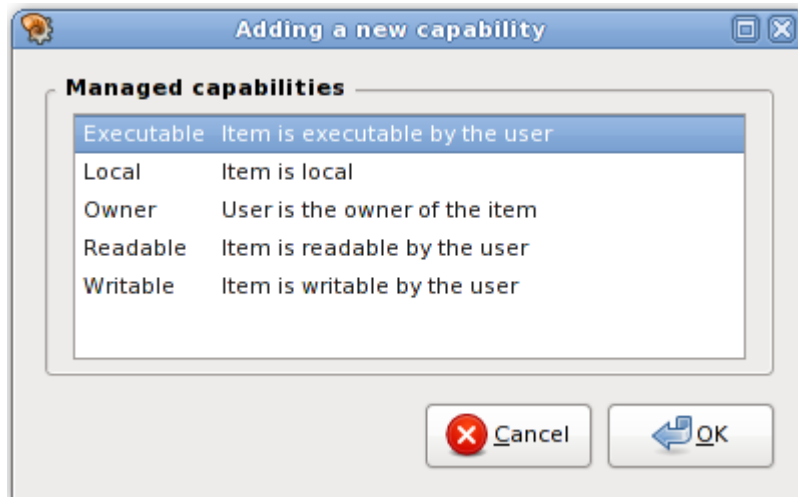 Adding a new capability
Managed capabilities
Executable Item is executable by the user
Local Item is local
Owner User is the owner of the item
Readable Item is readable by the user
Writable Item is writable by the user
Cancel OK